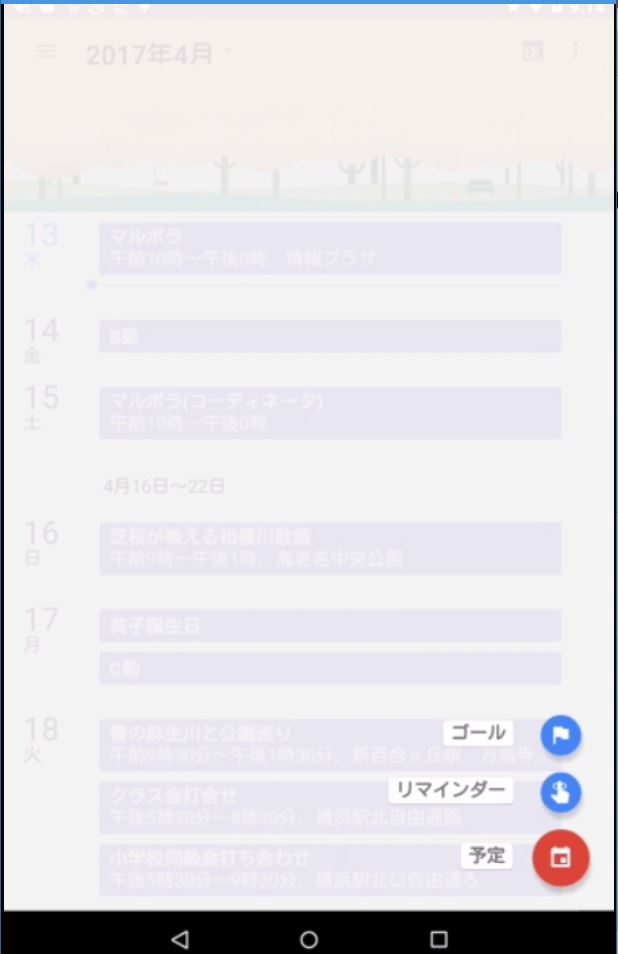 9:14
2017年4月
13
13
木
マルポラ
午前10時～午後0時、情報プラザ
14
金
B勤
15
土
マルポラ(コーディネータ)
午前10時～午後0時
4月16日～22日
16
日
芝桜が映える相模川散策
午前9時～午後1時、海老名中央公園
17
月
英子誕生日
C勤
18
火
春の麻生川と公園巡り
午前9時30分～午後1時30分、新百合ヶ丘駅 万福寺…
ゴール
クラス会打合せ
午後5時30分～8時30分、横浜駅北自由通路
リマインダー
小学校同級会打ち合わせ
午後5時30分～9時30分、横浜駅北口自由通ろ
予定